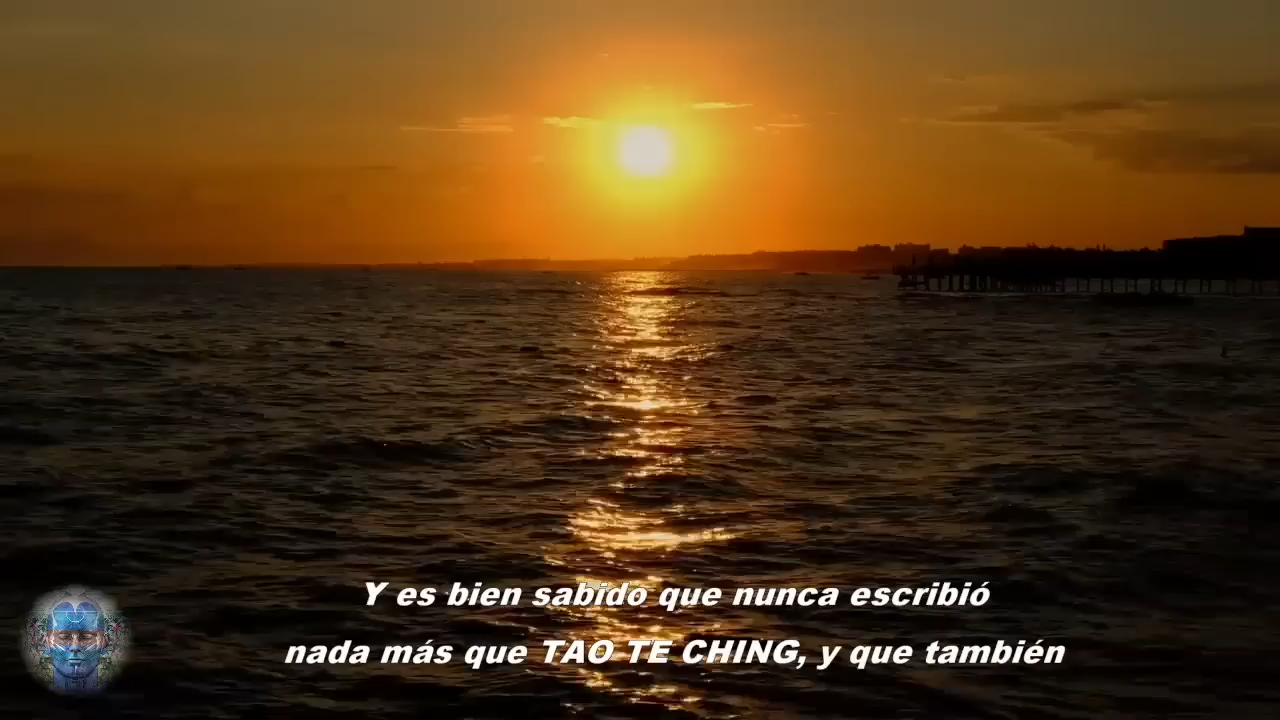 Y es bien sabido que nunca escribió
nada más que TAO TE CHING, y que también